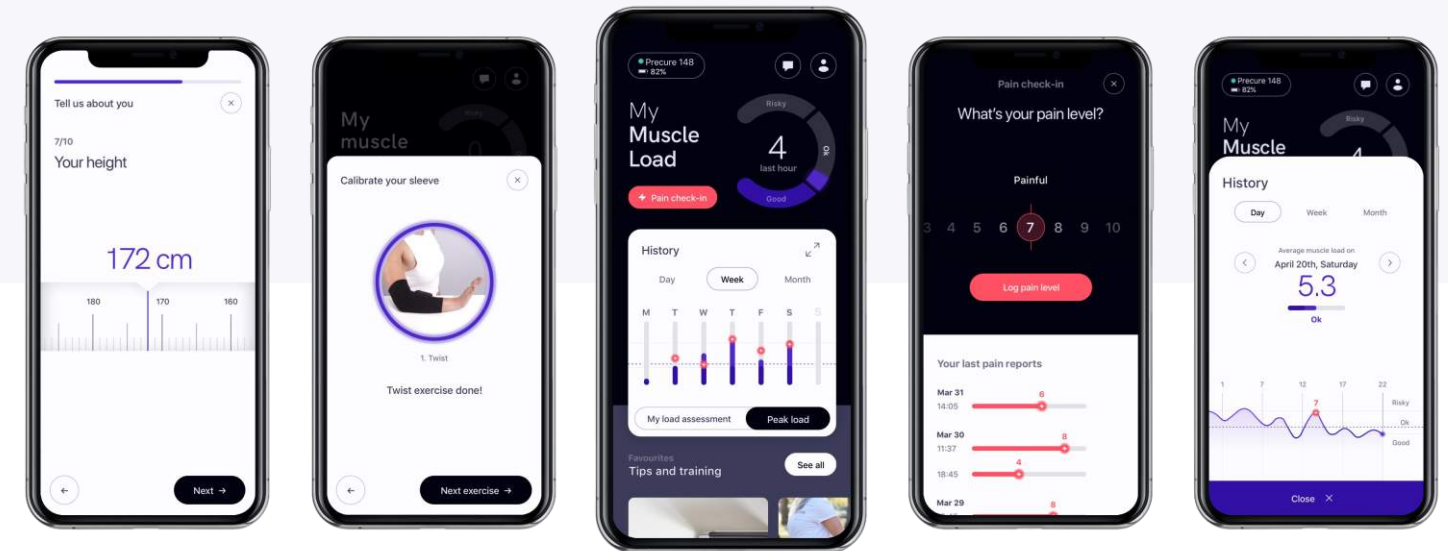 Tell us about you
7/10
Your height
172 cm
180 170 160
Next →
My
muscle
Risky
0
Calibrate your sleeve
1. Twist
Twist exercise done!
Next exercise →
Precure 148
82%
My
Muscle
Load
Risky
4
last hour
Ok
Good
Pain check-in
History
Day Week Month
M T W T F S S
My load assessment Peak load
Favourites
Tips and training
See all
Pain check-in
What's your pain level?
Painful
3 4 5 6 7 8 9 10
Log pain level
Your last pain reports
Mar 31
14:05 6
Mar 30
11:37 8
18:45 4
Mar 29
8
Precure 148
82%
My
Muscle
Risky
4
History
Day Week Month
Average muscle load on
April 20th, Saturday
5.3
Ok
1 7 12 17 22
7
Risky
Ok
Good
Close ×